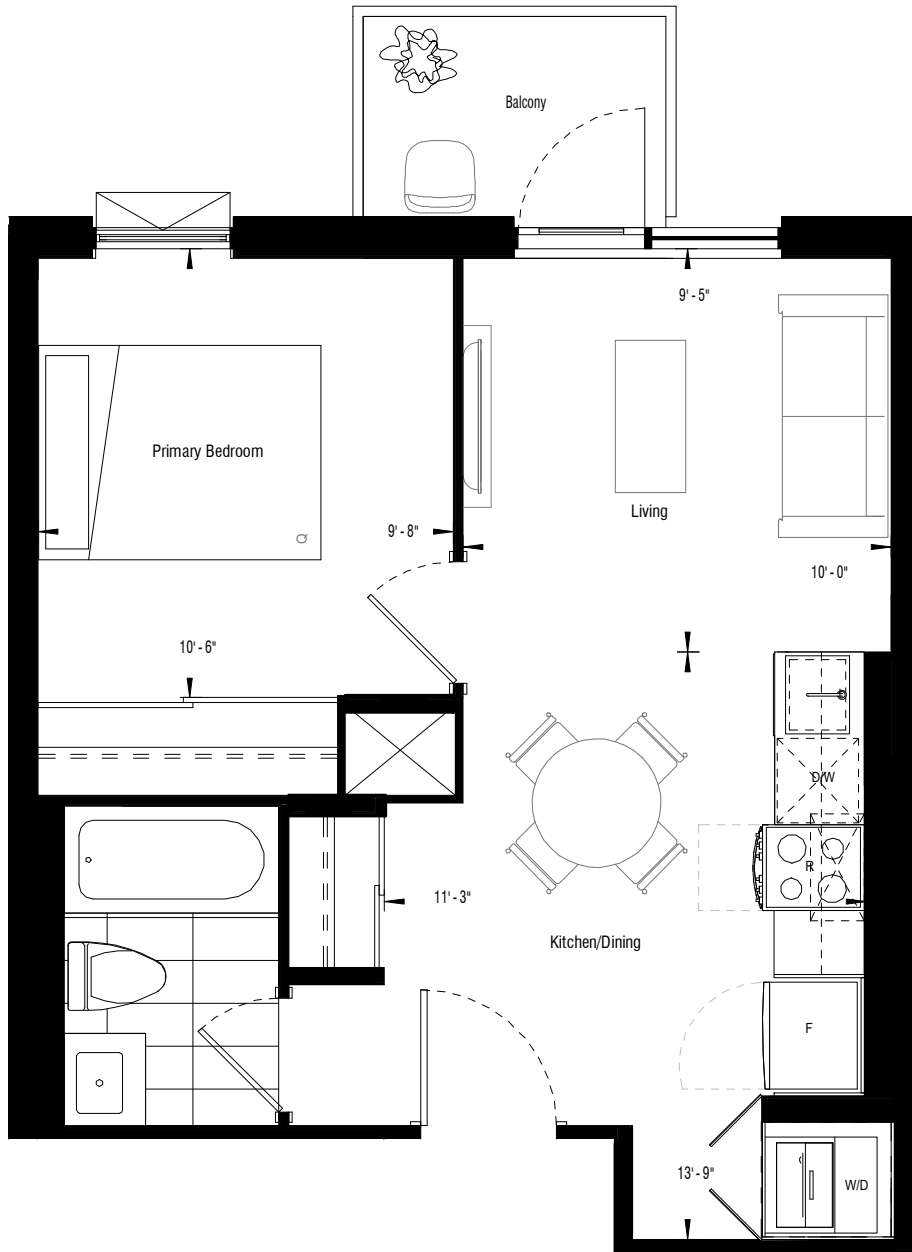 Balcony
9'-5"
Primary Bedroom
Living
9'-8"
Q
10'-0"
10'-6"
D/W
R
11'-3"
Kitchen/Dining
F
13'-9"
W/D